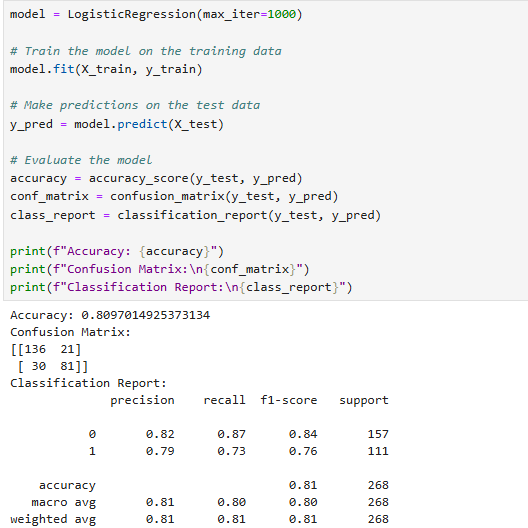 model = LogisticRegression(max_iter=1000)
# Train the model on the training data
model.fit(X_train, y_train)
# Make predictions on the test data
y_pred = model.predict(X_test)
# Evaluate the model
accuracy = accuracy_score(y_test, y_pred)
conf_matrix = confusion_matrix(y_test, y_pred)
class_report = classification_report(y_test, y_pred)
print(f"Accuracy: {accuracy}")
print(f"Confusion Matrix:\n{conf_matrix}")
print(f"Classification Report:\n{class_report}")
Accuracy: 0.8097014925373134
Confusion Matrix:
[[136  21]
 [ 30  81]]
Classification Report:
              precision    recall  f1-score   support
           0       0.82      0.87      0.84       157
           1       0.79      0.73      0.76       111
    accuracy                           0.81       268
   macro avg       0.81      0.80      0.80       268
weighted avg       0.81      0.81      0.81       268